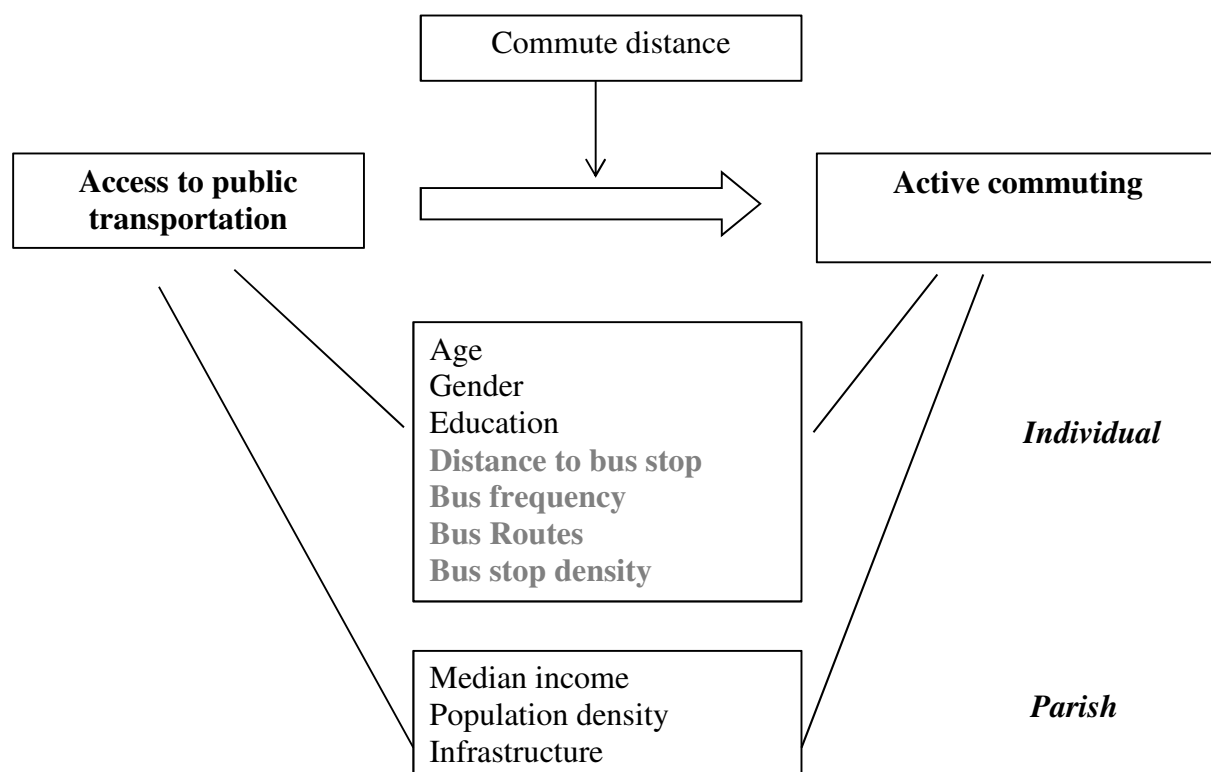 Commute distance
Access to public
transportation
Active commuting
Age
Gender
Education
Distance to bus stop
Bus frequency
Bus Routes
Bus stop density
Individual
Median income
Population density
Infrastructure
Parish